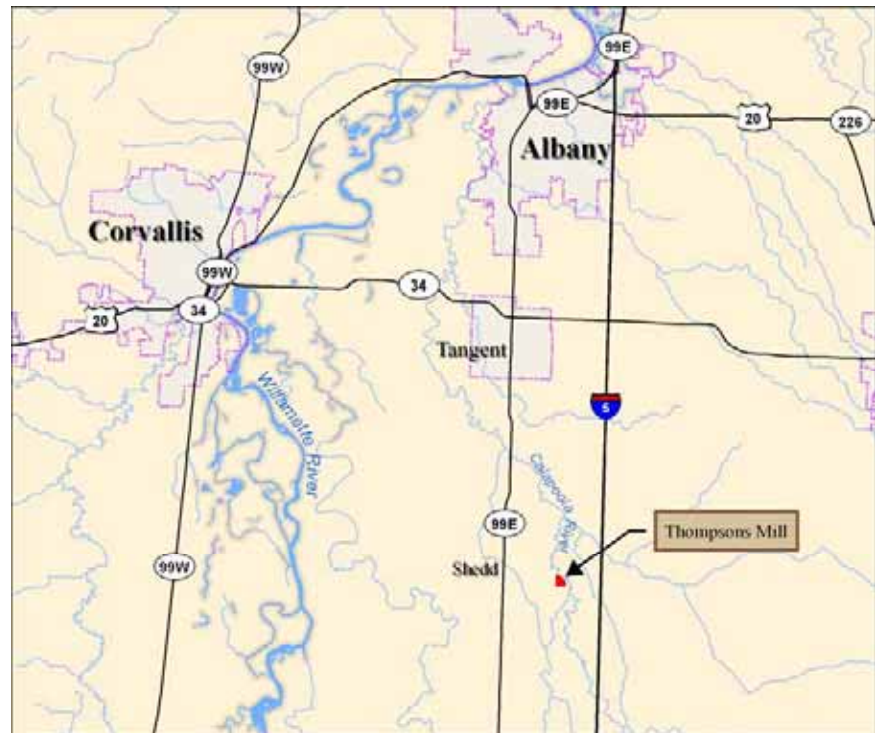 99E
99W
99E
20
226
Albany
Corvallis
99W
34
34
20
Tangent
Willamette River
5
Calapooia River
99E
Thompsons Mill
Shedd
99W